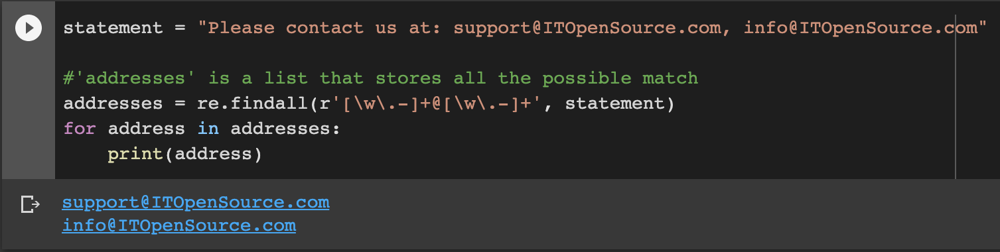 statement = "Please contact us at: support@ITOpenSource.com, info@ITOpenSource.com"
#'addresses' is a list that stores all the possible match
addresses = re.findall(r'[\w\.-]+@[\w\.-]+', statement)
for address in addresses:
    print(address)
support@ITOpenSource.com
info@ITOpenSource.com